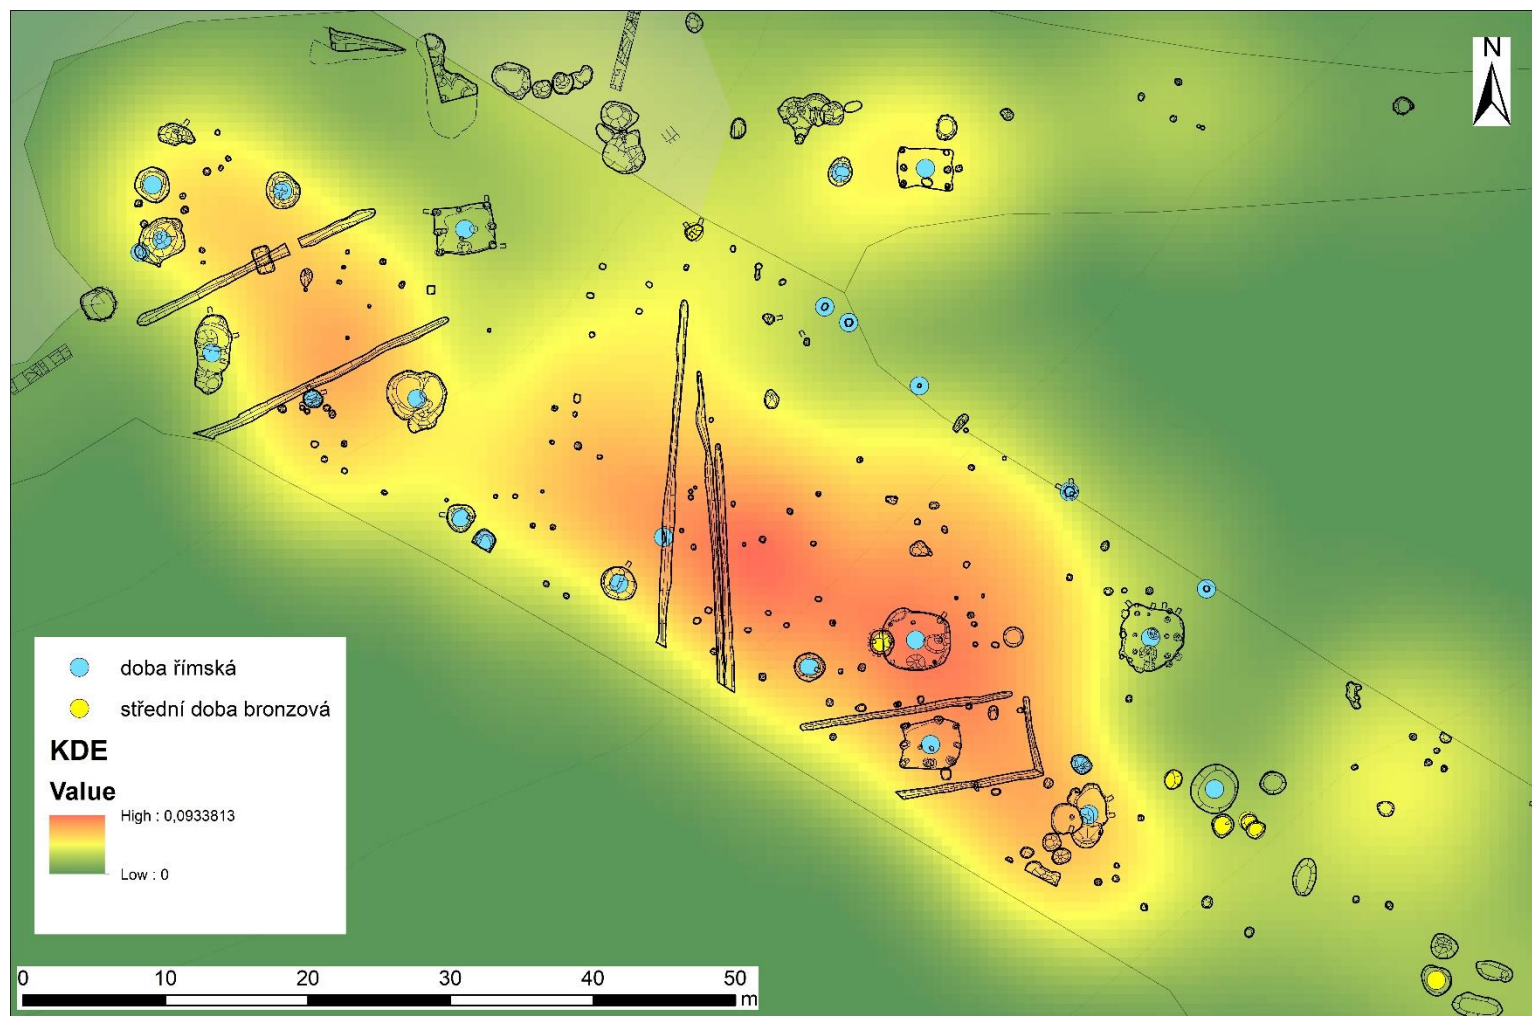 N
doba římská
střední doba bronzová
KDE
Value
High : 0,0933813
Low : 0
0 10 20 30 40 50
m